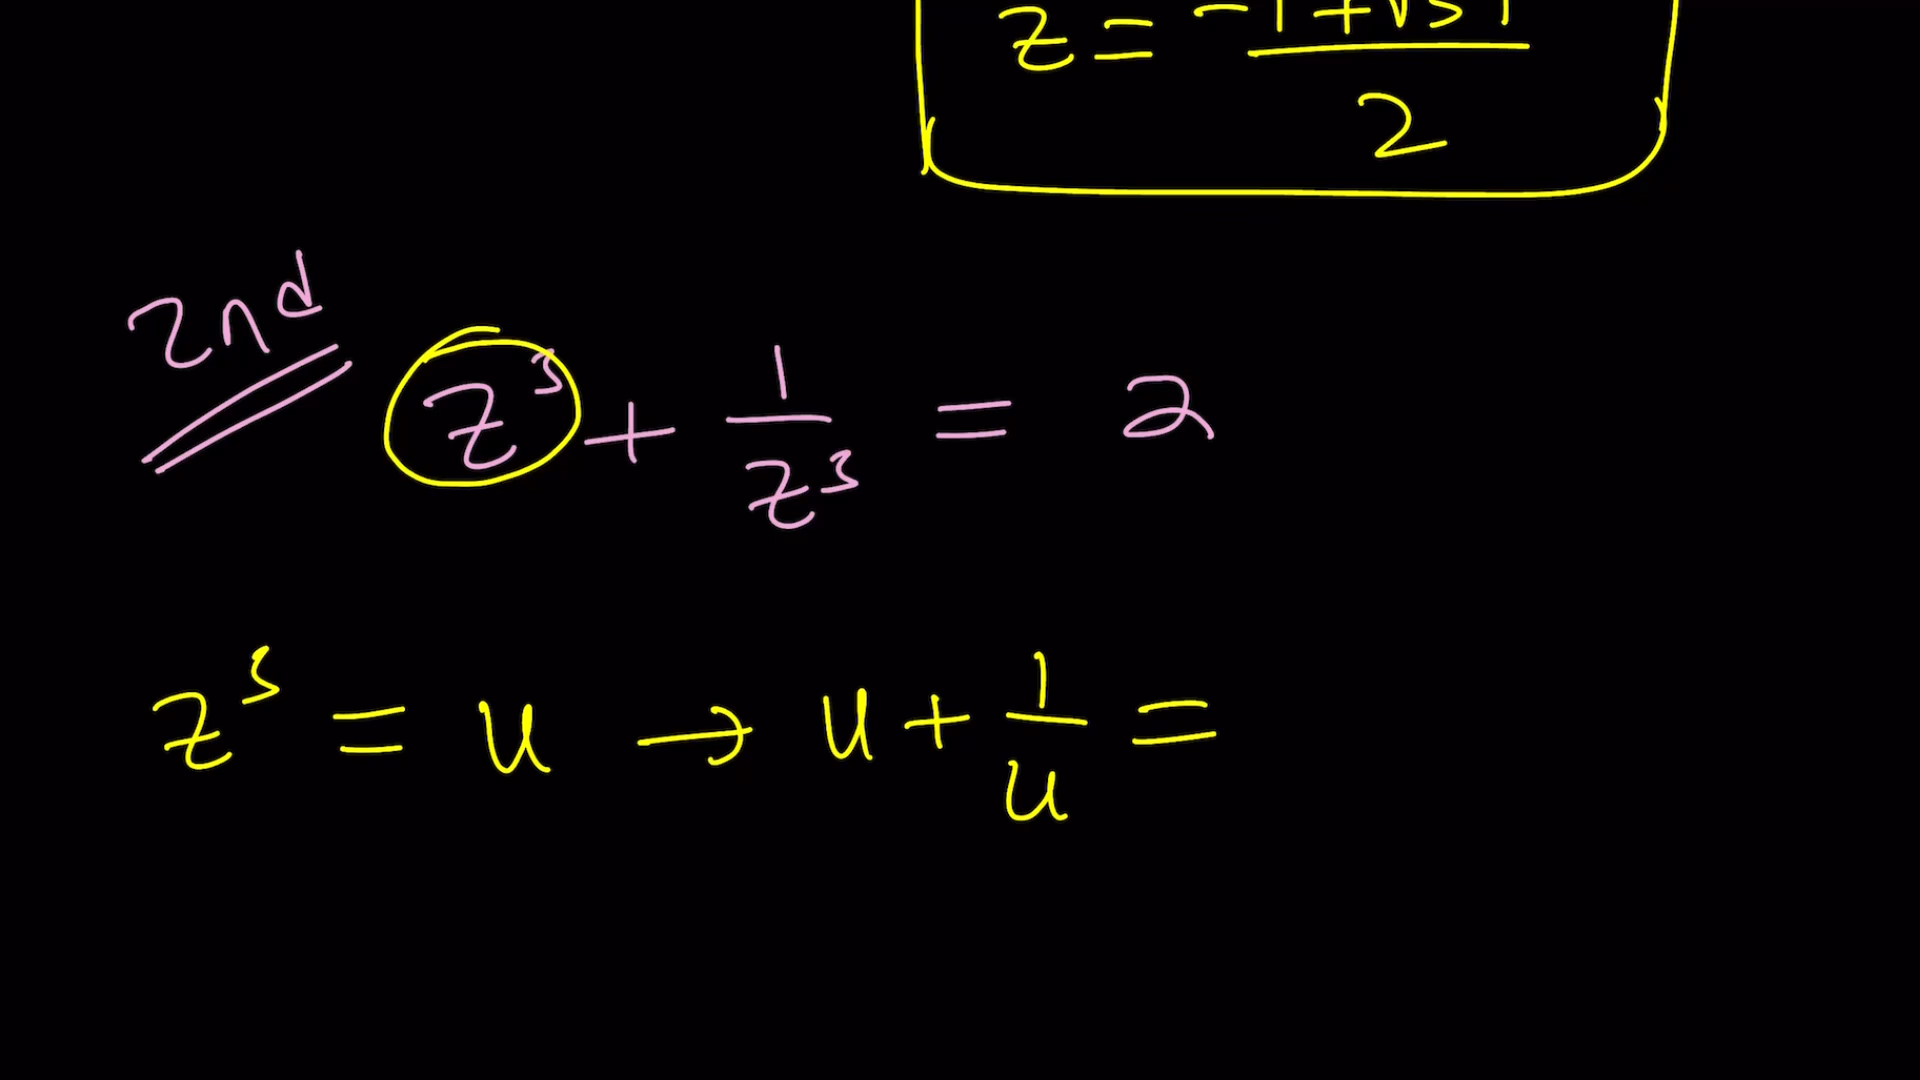 z = (-1 + √3 i)/2
2nd
z³ + 1/z³ = 2
z³ = u → u + 1/u =